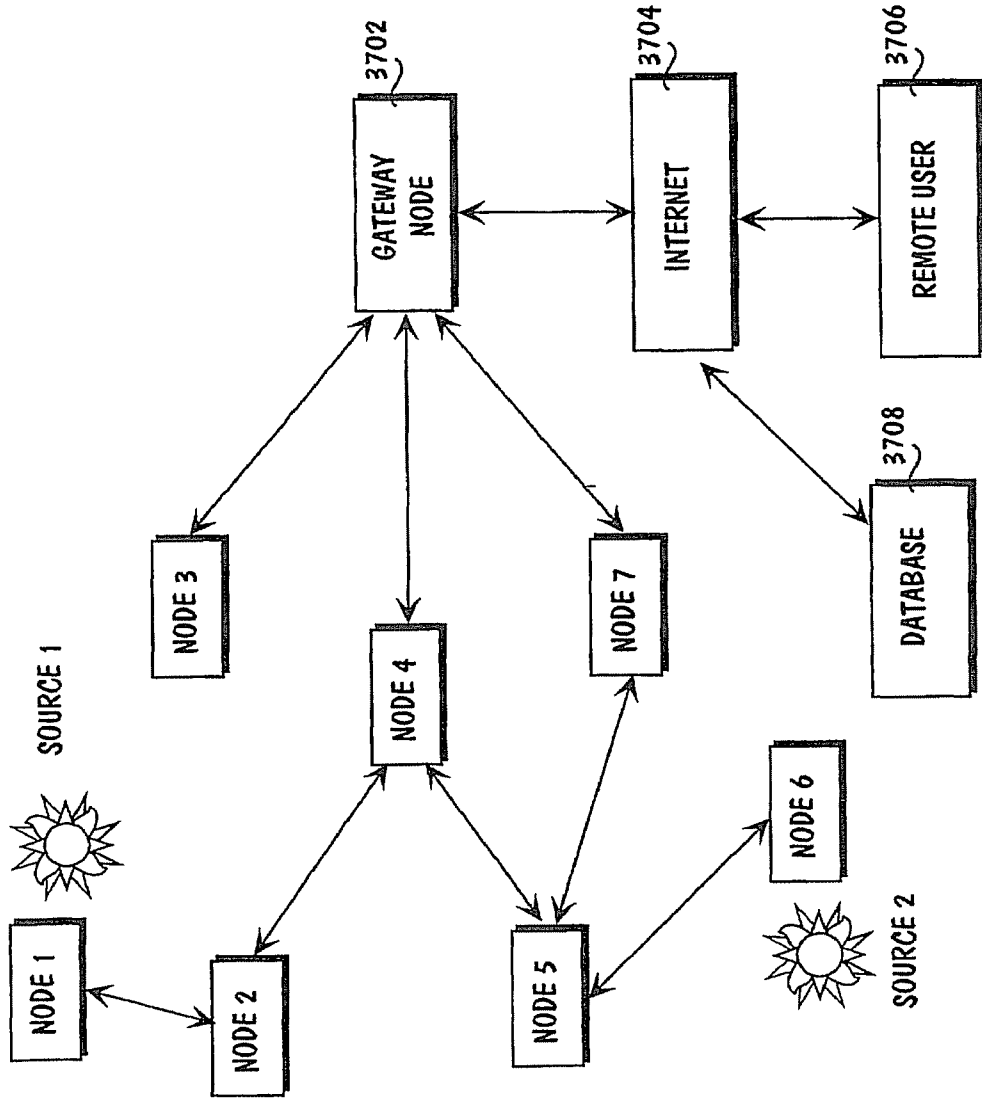 NODE 1
SOURCE 1
NODE 3
NODE 2
3702
GATEWAY
NODE
NODE 4
NODE 5
NODE 7
3704
INTERNET
NODE 6
SOURCE 2
3708
DATABASE
3706
REMOTE USER